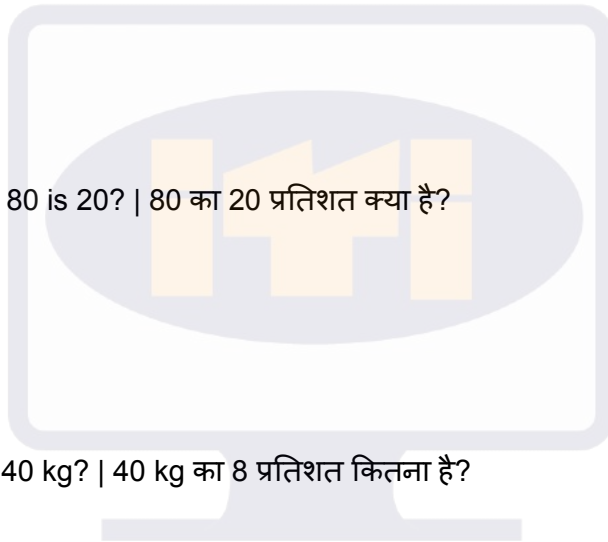 80 is 20? | 80 का 20 प्रतिशत क्या है?
40 kg? | 40 kg का 8 प्रतिशत कितना है?